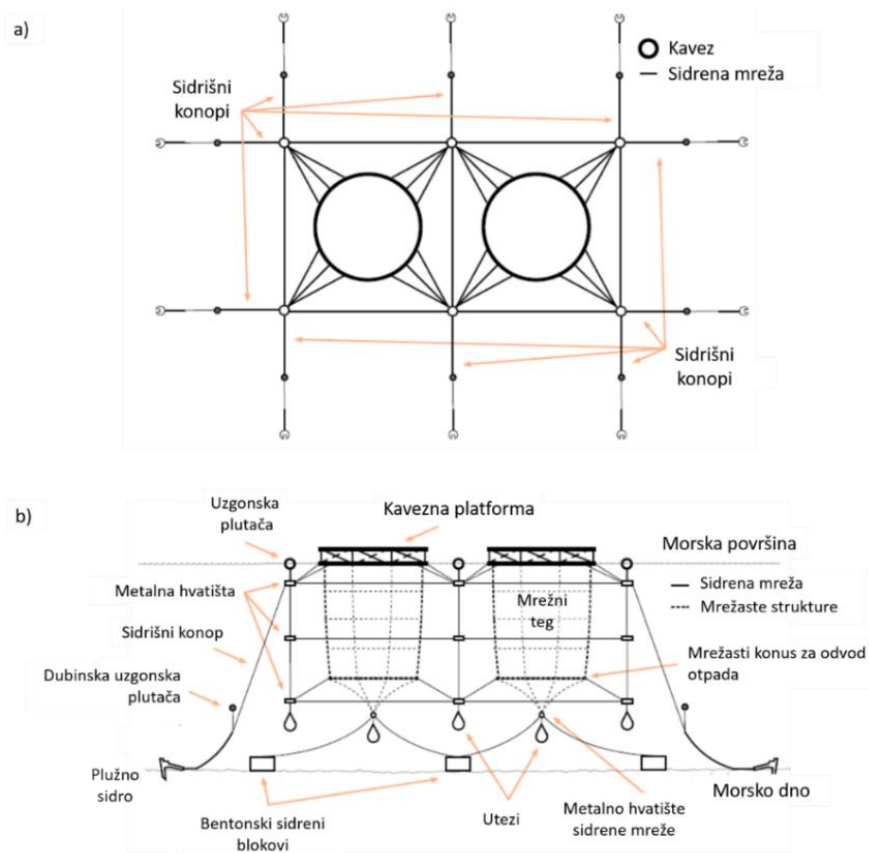 a)
Kavez
Sidrena mreža
Sidrišni
konopi
Sidrišni
konopi
b)
Uzgonska
plutača
Kavezna platforma
Morska površina
Metalna hvatišta
Sidrena mreža
Mrežaste strukture
Mrežni
teg
Sidrišni konop
Mrežasti konus za odvod
otpada
Dubinska uzgonska
plutača
Plužno
sidro
Bentonski sidreni
blokovi
Utezi
Metalno hvatište
sidrene mreže
Morsko dno